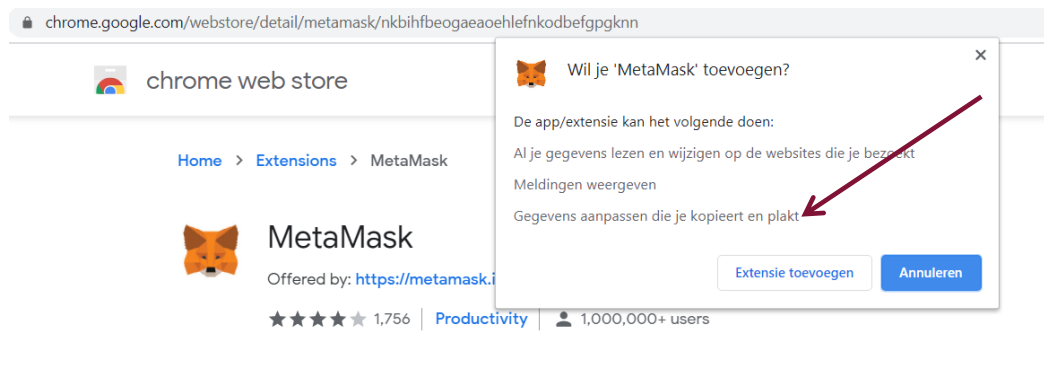 chrome.google.com/webstore/detail/metamask/nkbihfbeogaeaoehlefnkodbefgpgknn
chrome web store
Home > Extensions > MetaMask
MetaMask
Offered by: https://metamask.i
1,756 Productivity 1,000,000+ users
Wil je 'MetaMask' toevoegen?
De app/extensie kan het volgende doen:
Al je gegevens lezen en wijzigen op de websites die je bezoekt
Meldingen weergeven
Gegevens aanpassen die je kopieert en plakt
Extensie toevoegen Annuleren